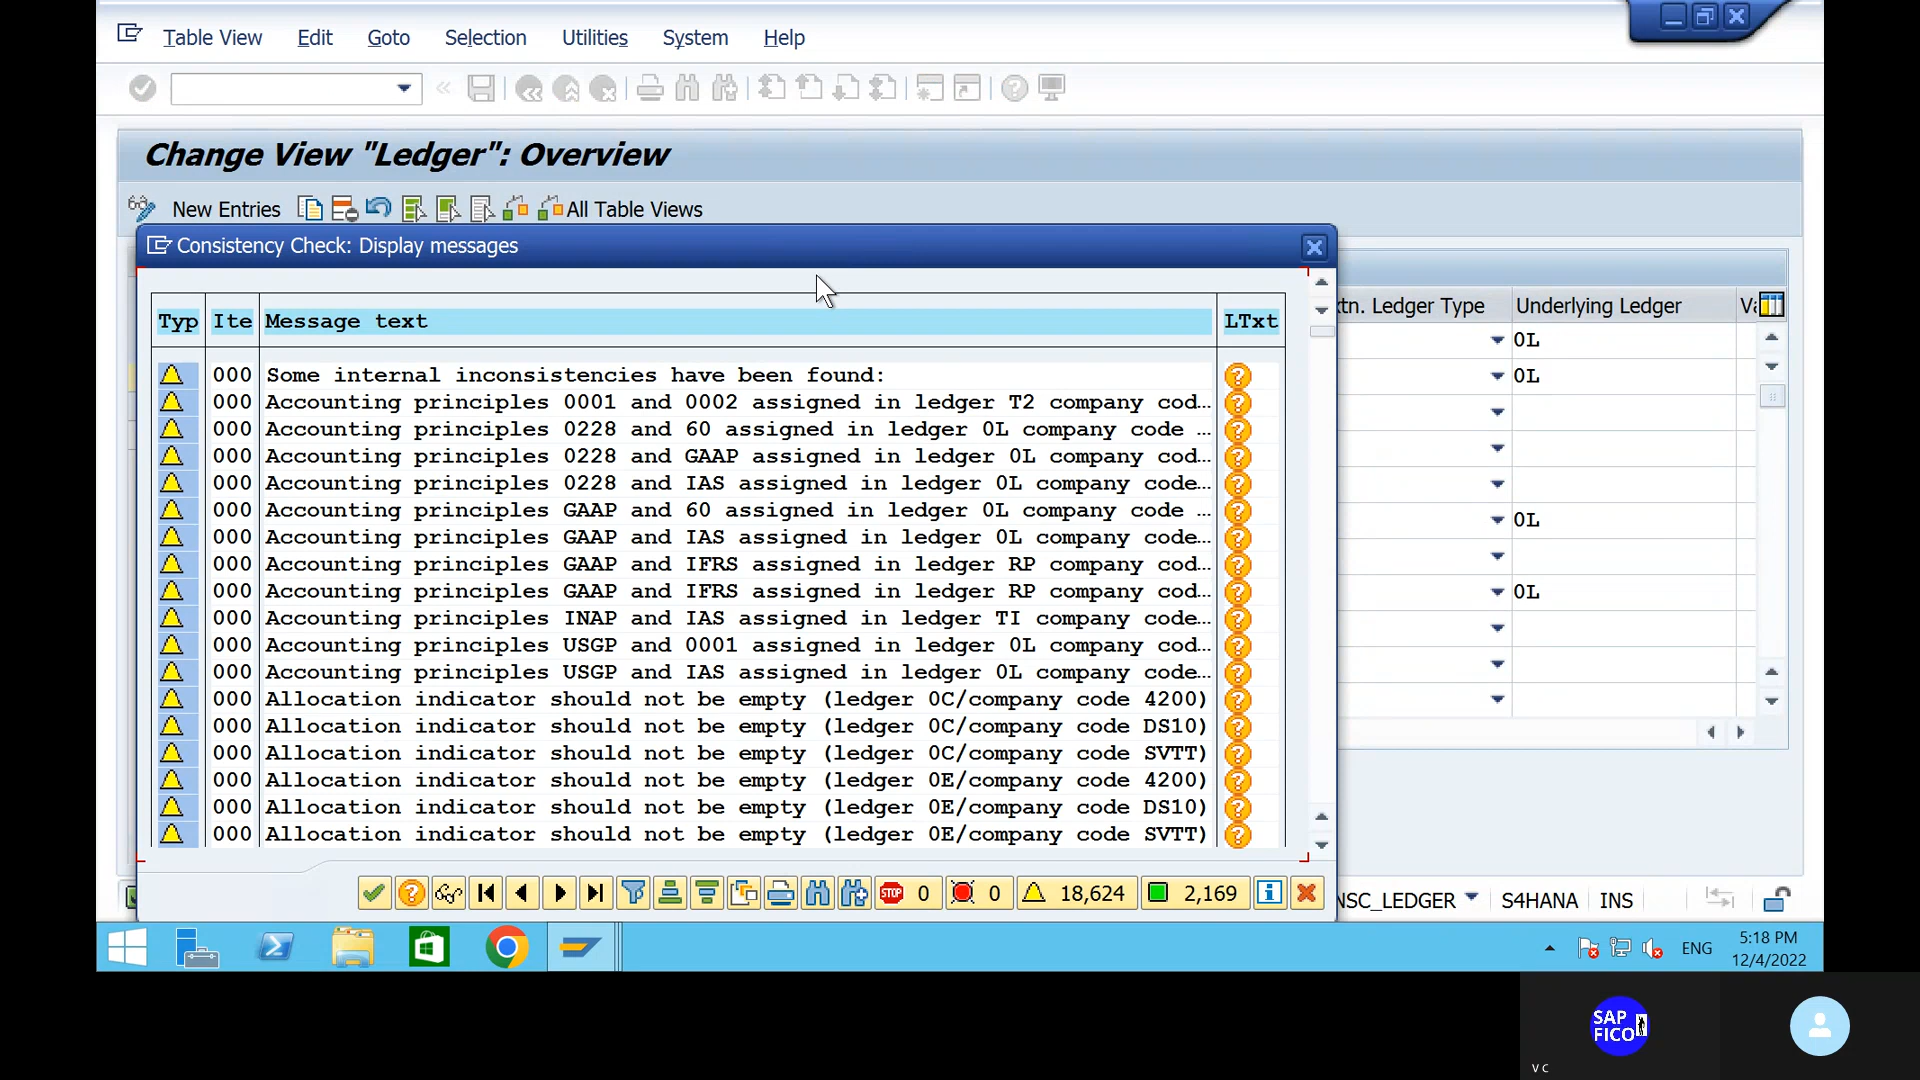 Table View Edit Goto Selection Utilities System Help
Change View "Ledger": Overview
New Entries All Table Views
Consistency Check: Display messages
tn. Ledger Type Underlying Ledger
Typ Ite Message text LTxt
0L
0L
0L
0L
000 Some internal inconsistencies have been found:
000 Accounting principles 0001 and 0002 assigned in ledger T2 company cod...
000 Accounting principles 0228 and 60 assigned in ledger 0L company code ...
000 Accounting principles 0228 and GAAP assigned in ledger 0L company cod...
000 Accounting principles 0228 and IAS assigned in ledger 0L company code...
000 Accounting principles GAAP and 60 assigned in ledger 0L company code ...
000 Accounting principles GAAP and IAS assigned in ledger 0L company code...
000 Accounting principles GAAP and IFRS assigned in ledger RP company cod...
000 Accounting principles GAAP and IFRS assigned in ledger RP company cod...
000 Accounting principles INAP and IAS assigned in ledger TI company code...
000 Accounting principles USGP and 0001 assigned in ledger 0L company cod...
000 Accounting principles USGP and IAS assigned in ledger 0L company code...
000 Allocation indicator should not be empty (ledger 0C/company code 4200)
000 Allocation indicator should not be empty (ledger 0C/company code DS10)
000 Allocation indicator should not be empty (ledger 0C/company code SVTT)
000 Allocation indicator should not be empty (ledger 0E/company code 4200)
000 Allocation indicator should not be empty (ledger 0E/company code DS10)
000 Allocation indicator should not be empty (ledger 0E/company code SVTT)
STOP 0 0 18,624 2,169
NSC_LEDGER S4HANA INS
ENG
5:18 PM
12/4/2022
SAP
FICO
V C